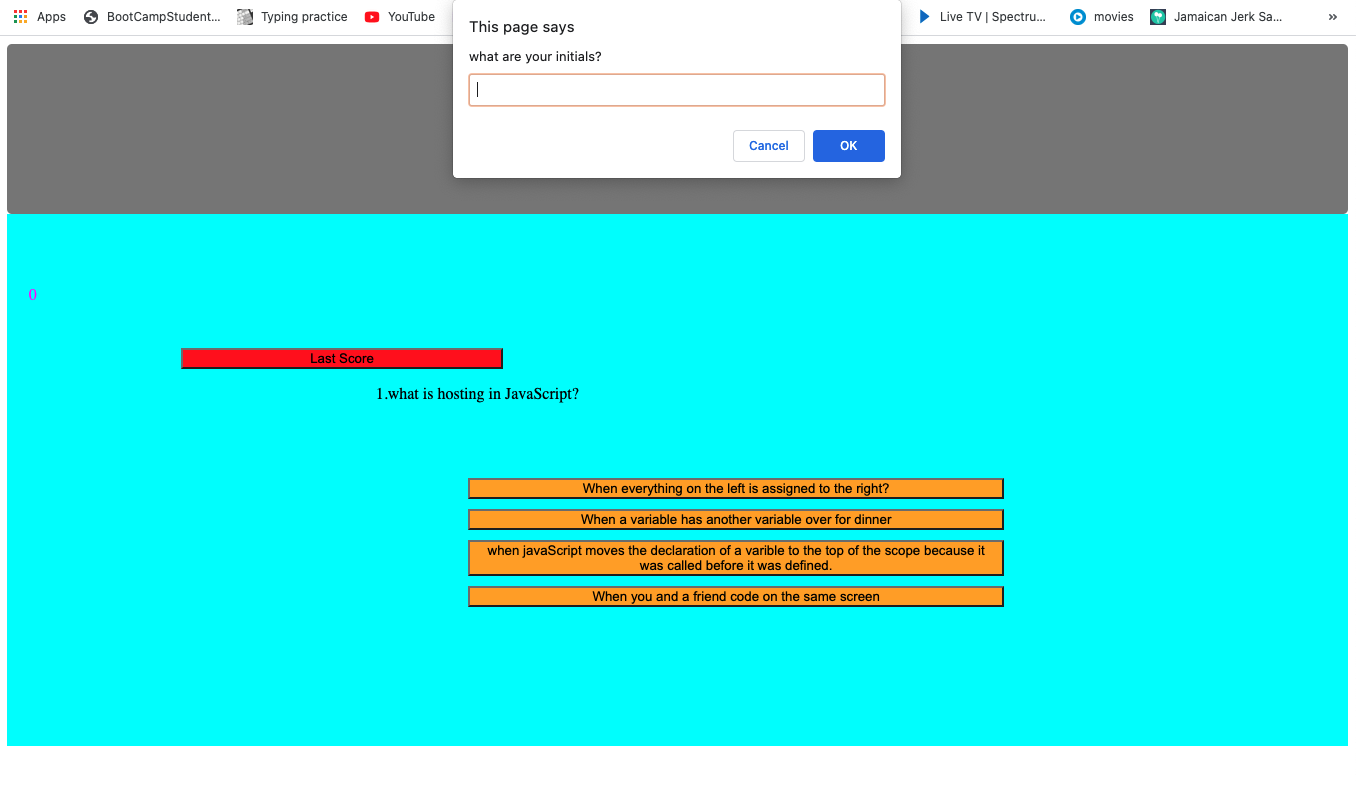 Apps BootCampStudent... Typing practice YouTube Live TV | Spectru... movies Jamaican Jerk Sa... »
This page says
what are your initials?
Cancel OK
0
Last Score
1.what is hosting in JavaScript?
When everything on the left is assigned to the right?
When a variable has another variable over for dinner
when javaScript moves the declaration of a varible to the top of the scope because it
was called before it was defined.
When you and a friend code on the same screen